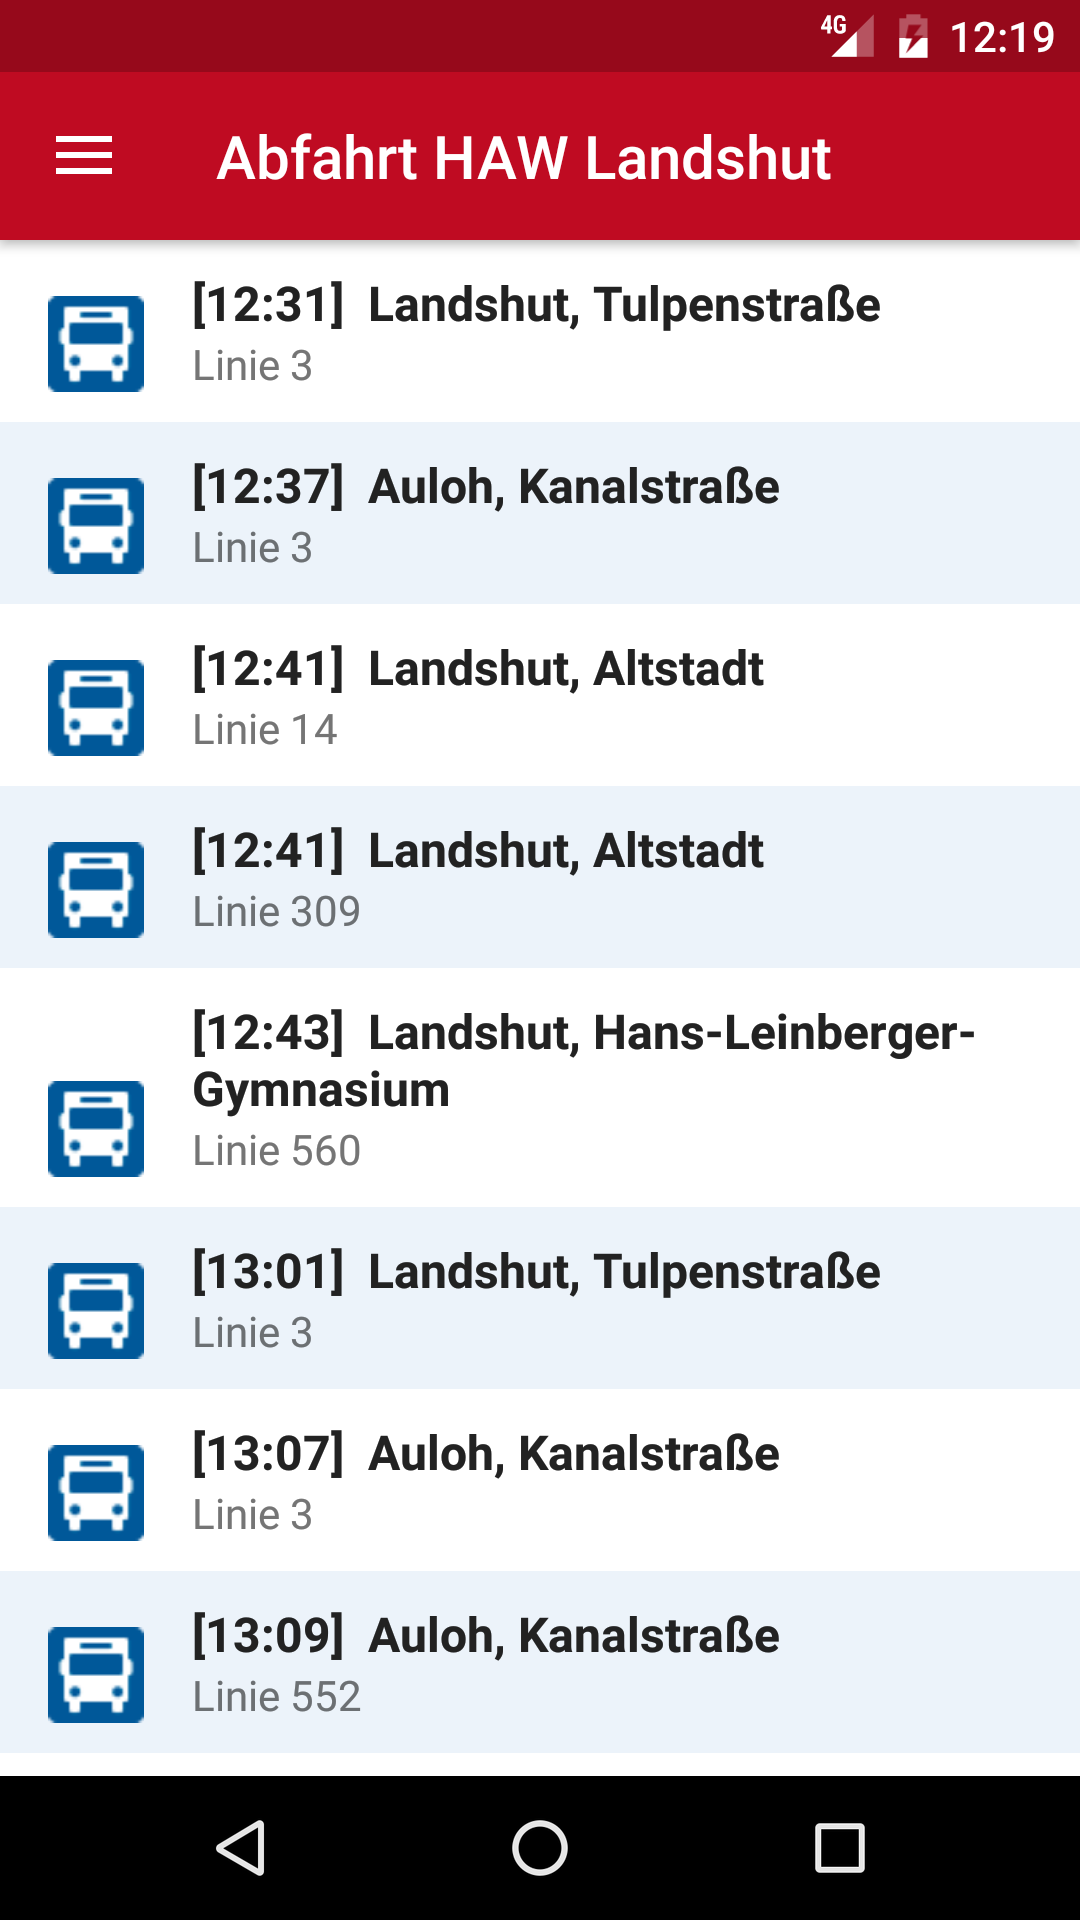 4G 12:19
Abfahrt HAW Landshut
[12:31] Landshut, Tulpenstraße
Linie 3
[12:37] Auloh, Kanalstraße
Linie 3
[12:41] Landshut, Altstadt
Linie 14
[12:41] Landshut, Altstadt
Linie 309
[12:43] Landshut, Hans-Leinberger-
Gymnasium
Linie 560
[13:01] Landshut, Tulpenstraße
Linie 3
[13:07] Auloh, Kanalstraße
Linie 3
[13:09] Auloh, Kanalstraße
Linie 552